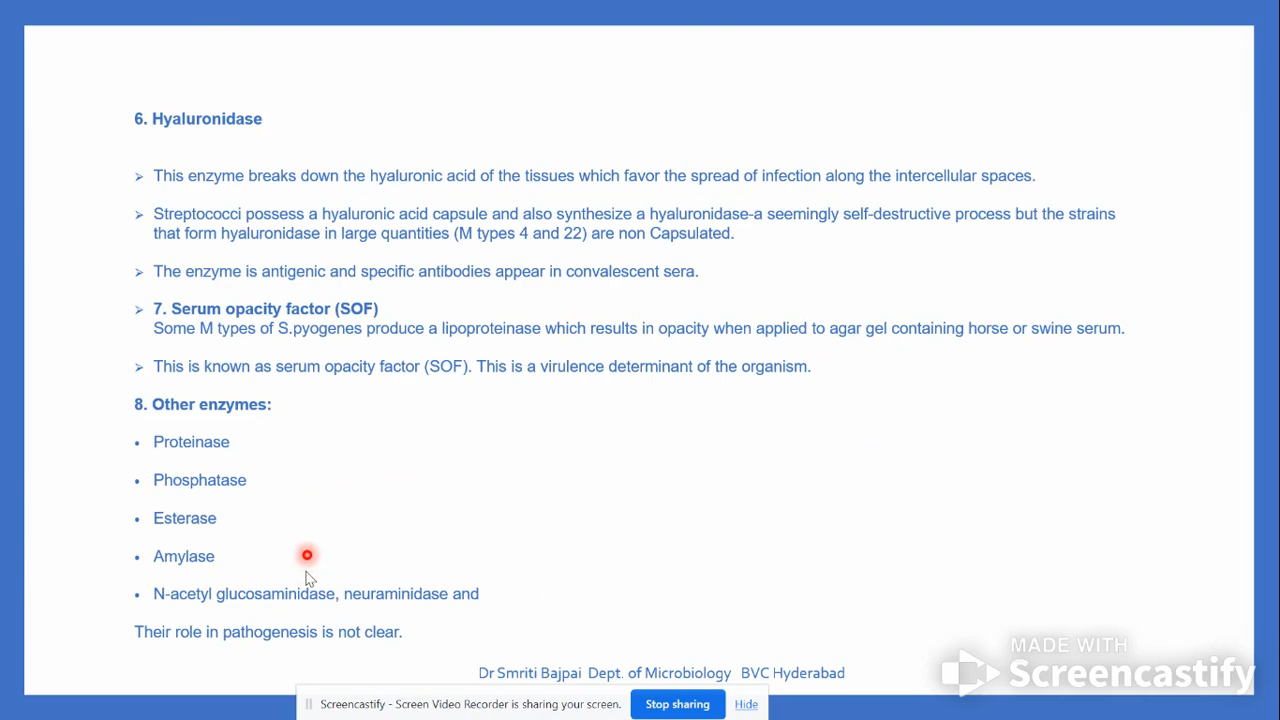 6. Hyaluronidase
➢ This enzyme breaks down the hyaluronic acid of the tissues which favor the spread of infection along the intercellular spaces.
➢ Streptococci possess a hyaluronic acid capsule and also synthesize a hyaluronidase-a seemingly self-destructive process but the strains
that form hyaluronidase in large quantities (M types 4 and 22) are non Capsulated.
➢ The enzyme is antigenic and specific antibodies appear in convalescent sera.
➢ 7. Serum opacity factor (SOF)
Some M types of S.pyogenes produce a lipoproteinase which results in opacity when applied to agar gel containing horse or swine serum.
➢ This is known as serum opacity factor (SOF). This is a virulence determinant of the organism.
8. Other enzymes:
• Proteinase
• Phosphatase
• Esterase
• Amylase
• N-acetyl glucosaminidase, neuraminidase and
Their role in pathogenesis is not clear.
Dr Smriti Bajpai Dept. of Microbiology BVC Hyderabad
MADE WITH
Screencastify
Screencastify - Screen Video Recorder is sharing your screen. Stop sharing Hide